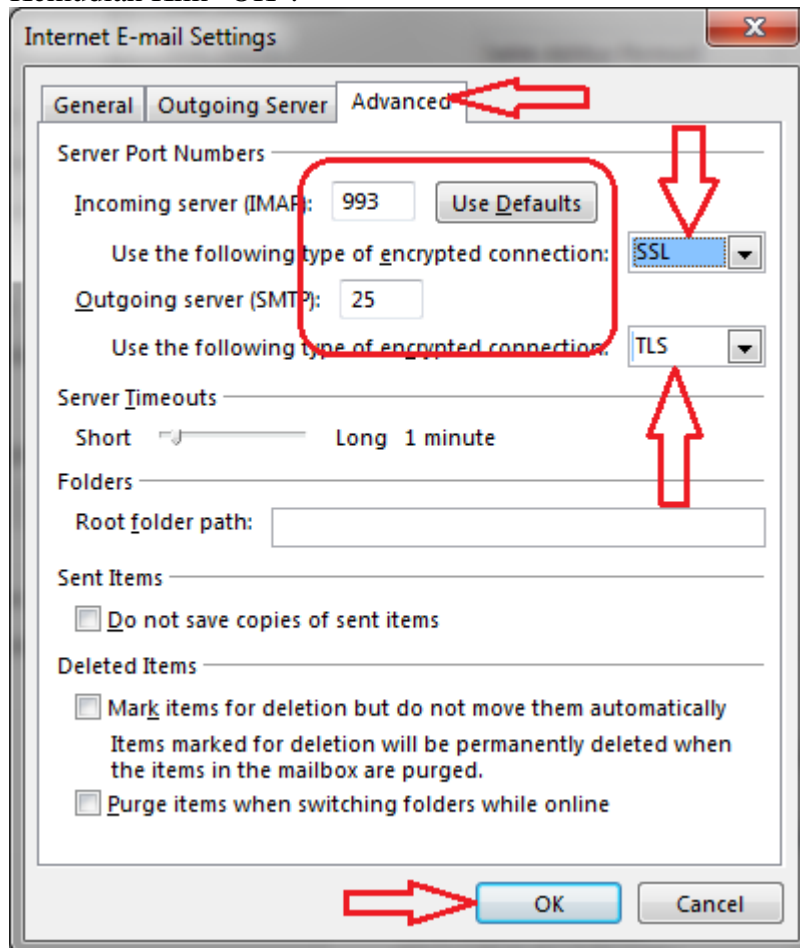 Internet E-mail Settings
General Outgoing Server Advanced
Server Port Numbers
Incoming server (IMAP): 993 Use Defaults
Use the following type of encrypted connection: SSL
Outgoing server (SMTP): 25
Use the following type of encrypted connection: TLS
Server Timeouts
Short Long 1 minute
Folders
Root folder path:
Sent Items
Do not save copies of sent items
Deleted Items
Mark items for deletion but do not move them automatically
Items marked for deletion will be permanently deleted when
the items in the mailbox are purged.
Purge items when switching folders while online
OK Cancel